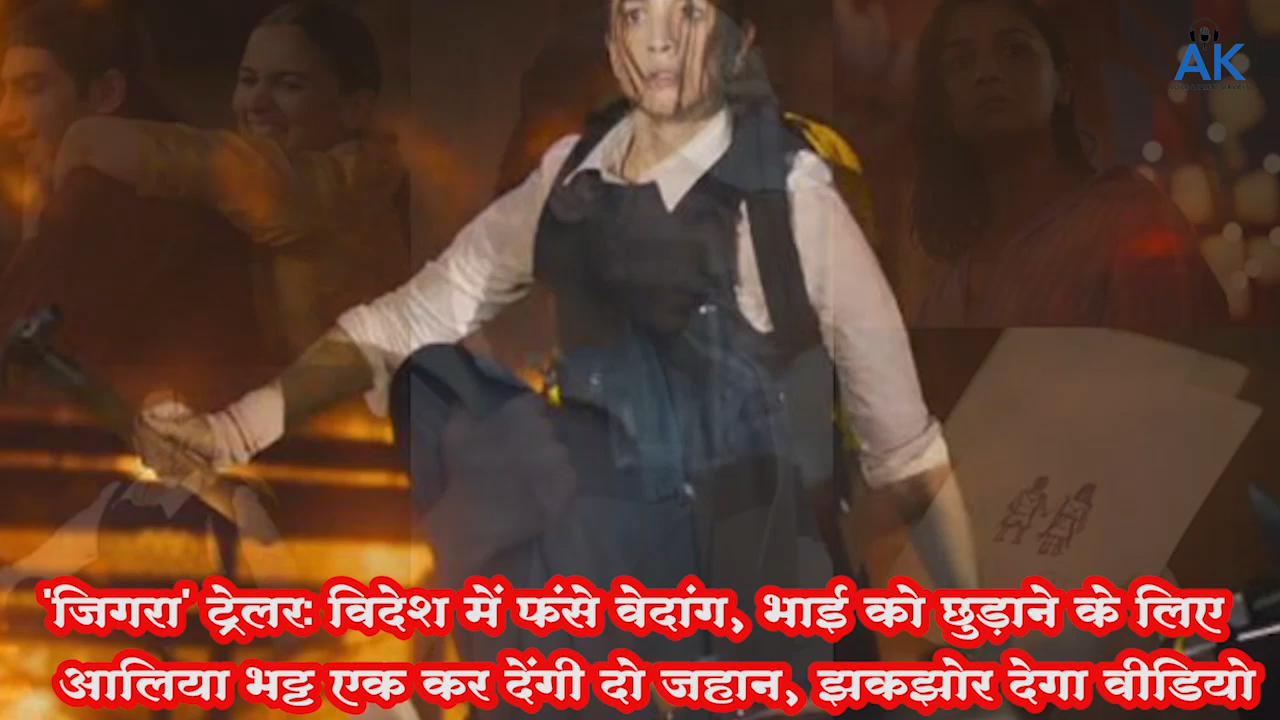 AK
'जिगरा' ट्रेलरः विदेश में फंसे वेदांग, भाई को छुड़ाने के लिए
आलिया भट्ट एक कर देंगी दो जहान, झकझोर देगा वीडियो